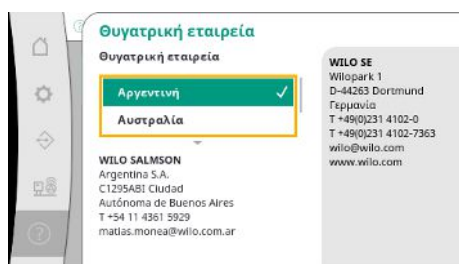 Θυγατρική εταιρεία
Θυγατρική εταιρεία
Αργεντινή
Αυστραλία
WILO SALMSON
Argentina S.A.
C1295ABI Ciudad
Autónoma de Buenos Aires
T +54 11 4361 5929
matias.monea@wilo.com.ar
WILO SE
Wilopark 1
D-44263 Dortmund
Γερμανία
T +49(0)231 4102-0
T +49(0)231 4102-7363
wilo@wilo.com
www.wilo.com